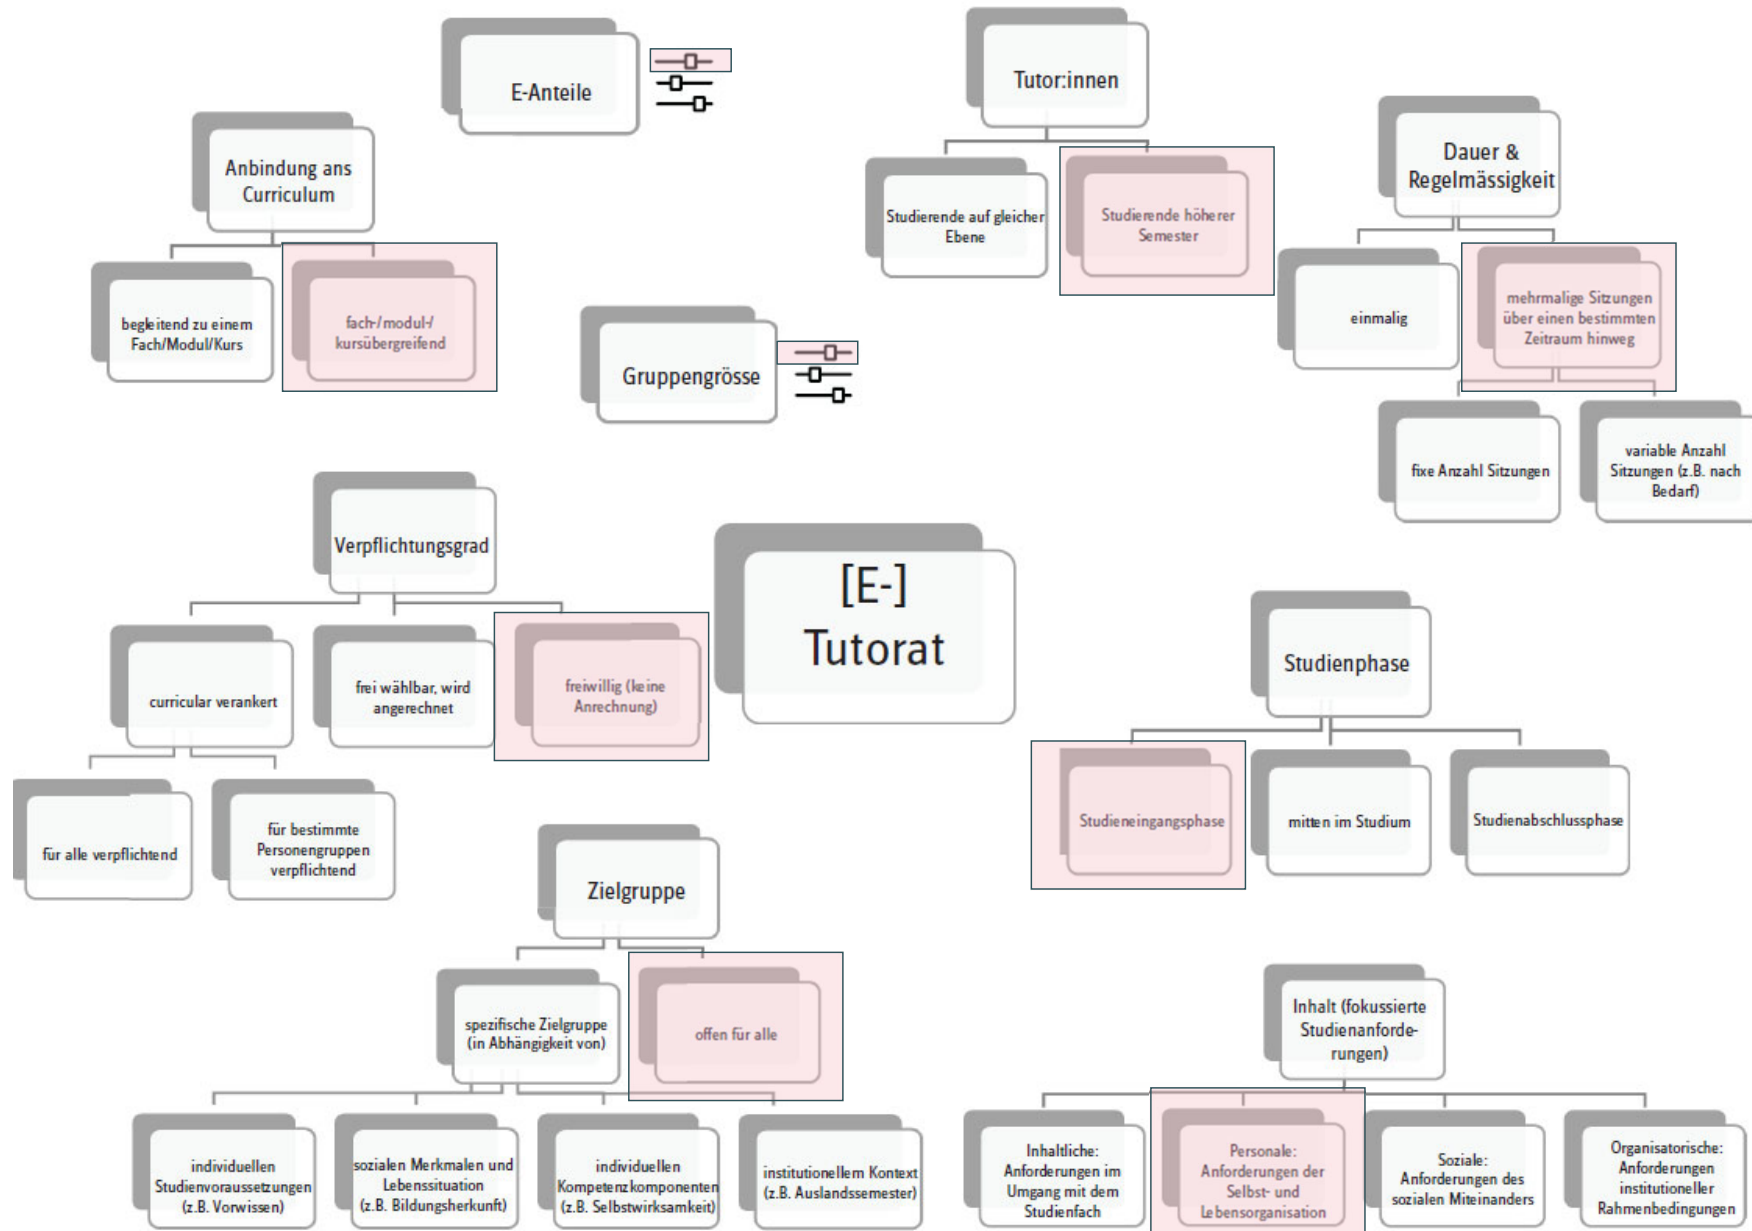 E-Anteile
Tutor:innen
Anbindung ans
Curriculum
Dauer &
Regelmässigkeit
Studierende auf gleicher
Ebene
Studierende höherer
Semester
begleitend zu einem
Fach/Modul/Kurs
fach-/modul-/
kursübergreifend
einmalig
mehrmalige Sitzungen
über einen bestimmten
Zeitraum hinweg
Gruppengrösse
fixe Anzahl Sitzungen
variable Anzahl
Sitzungen (z.B. nach
Bedarf)
Verpflichtungsgrad
[E-]
Tutorat
curricular verankert
frei wählbar, wird
angerechnet
freiwillig (keine
Anrechnung)
Studienphase
für alle verpflichtend
für bestimmte
Personengruppen
verpflichtend
Studieneingangsphase
mitten im Studium
Studienabschlussphase
Zielgruppe
spezifische Zielgruppe
(in Abhängigkeit von)
offen für alle
Inhalt (fokussierte
Studienanforde-
rungen)
individuellen
Studienvoraussetzungen
(z.B. Vorwissen)
sozialen Merkmalen und
Lebenssituation
(z.B. Bildungsherkunft)
individuellen
Kompetenzkomponenten
(z.B. Selbstwirksamkeit)
institutionellem Kontext
(z.B. Auslandssemester)
Inhaltliche:
Anforderungen im
Umgang mit dem
Studienfach
Personale:
Anforderungen der
Selbst- und
Lebensorganisation
Soziale:
Anforderungen des
sozialen Miteinanders
Organisatorische:
Anforderungen
institutioneller
Rahmenbedingungen